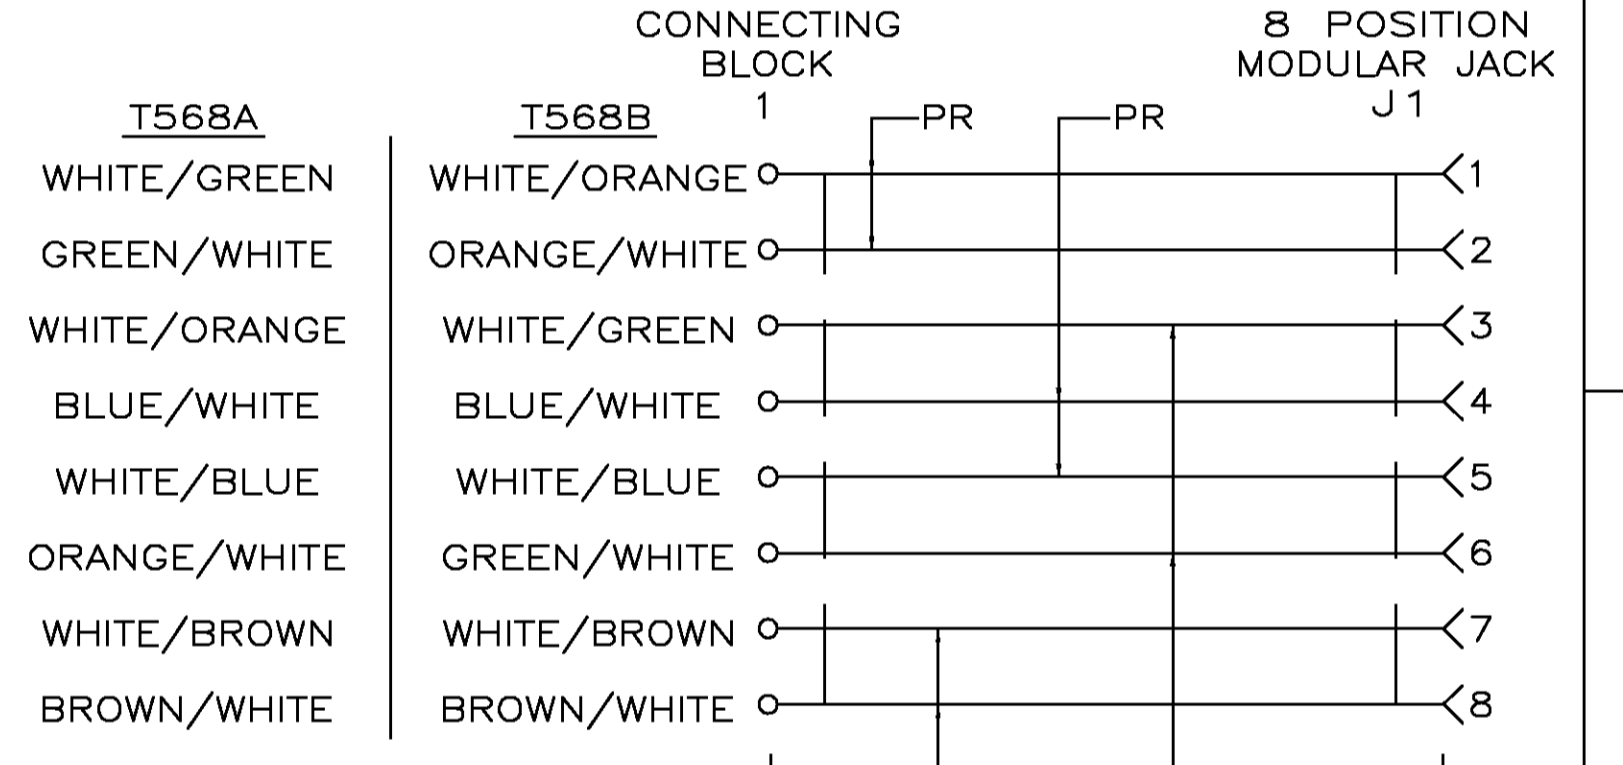 CONNECTING
BLOCK
1
8 POSITION
MODULAR JACK
J1
T568A
T568B
PR
PR
WHITE/GREEN WHITE/ORANGE 1
GREEN/WHITE ORANGE/WHITE 2
WHITE/ORANGE WHITE/GREEN 3
BLUE/WHITE BLUE/WHITE 4
WHITE/BLUE WHITE/BLUE 5
ORANGE/WHITE GREEN/WHITE 6
WHITE/BROWN WHITE/BROWN 7
BROWN/WHITE BROWN/WHITE 8